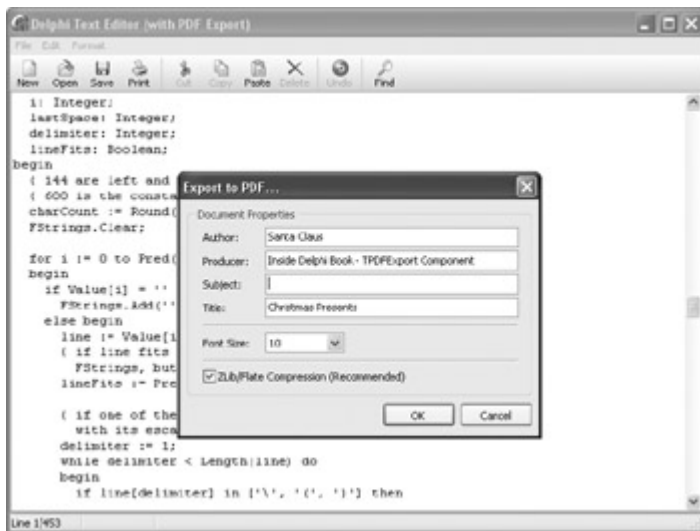 Delphi Text Editor (with PDF Export)
File Edit Format
New Open Save Print Cut Copy Paste Delete Undo Find
i: Integer;
lastSpace: Integer;
delimiter: Integer;
lineFits: Boolean;
begin
{ 144 are left and
{ 600 is the consta
charCount := Round(
FStrings.Clear;
for i := 0 to Pred(
begin
if Value[i] = ''
FStrings.Add(''
else begin
line := Value[i
{ if line fits
FStrings, but
lineFits := Pre
{ if one of the
with its esca
delimiter := 1;
while delimiter < Length(line) do
begin
if line[delimiter] in ['\', '(', ')'] then
Line 1/453
Export to PDF...
Document Properties
Author: Santa Claus
Producer: Inside Delphi Book - TPDFExport Component
Subject:
Title: Christmas Presents
Font Size: 10
ZLib/Flate Compression (Recommended)
OK Cancel